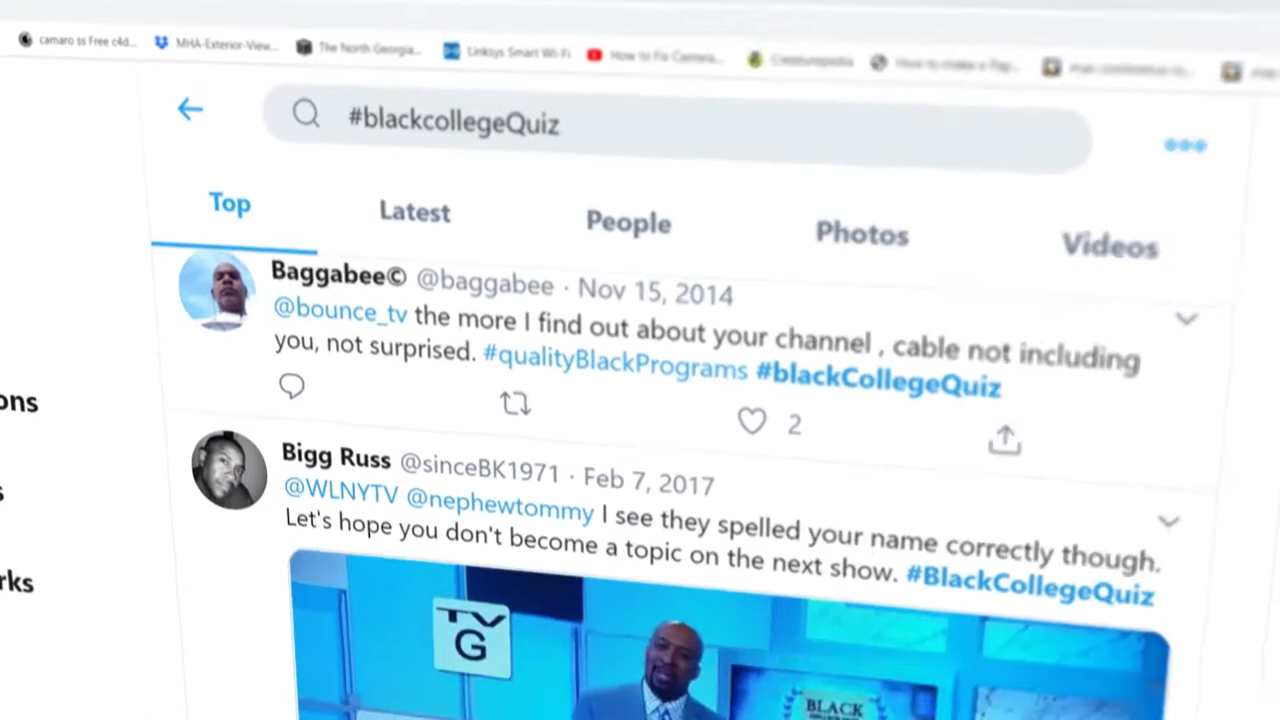 camaro ss Free c4d...
MHA-Exterior-View...
The North Georgia...
Linksys Smart Wi-Fi
How to Fix Camera...
#blackcollegeQuiz
Top
Latest
People
Photos
Videos
Baggabee© @baggabee · Nov 15, 2014
@bounce_tv the more I find out about your channel , cable not including
you, not surprised. #qualityBlackPrograms #blackCollegeQuiz
2
ons
Bigg Russ @sinceBK1971 · Feb 7, 2017
@WLNYTV @nephewtommy I see they spelled your name correctly though.
Let's hope you don't become a topic on the next show. #BlackCollegeQuiz
s
rks
TV
G
BLACK